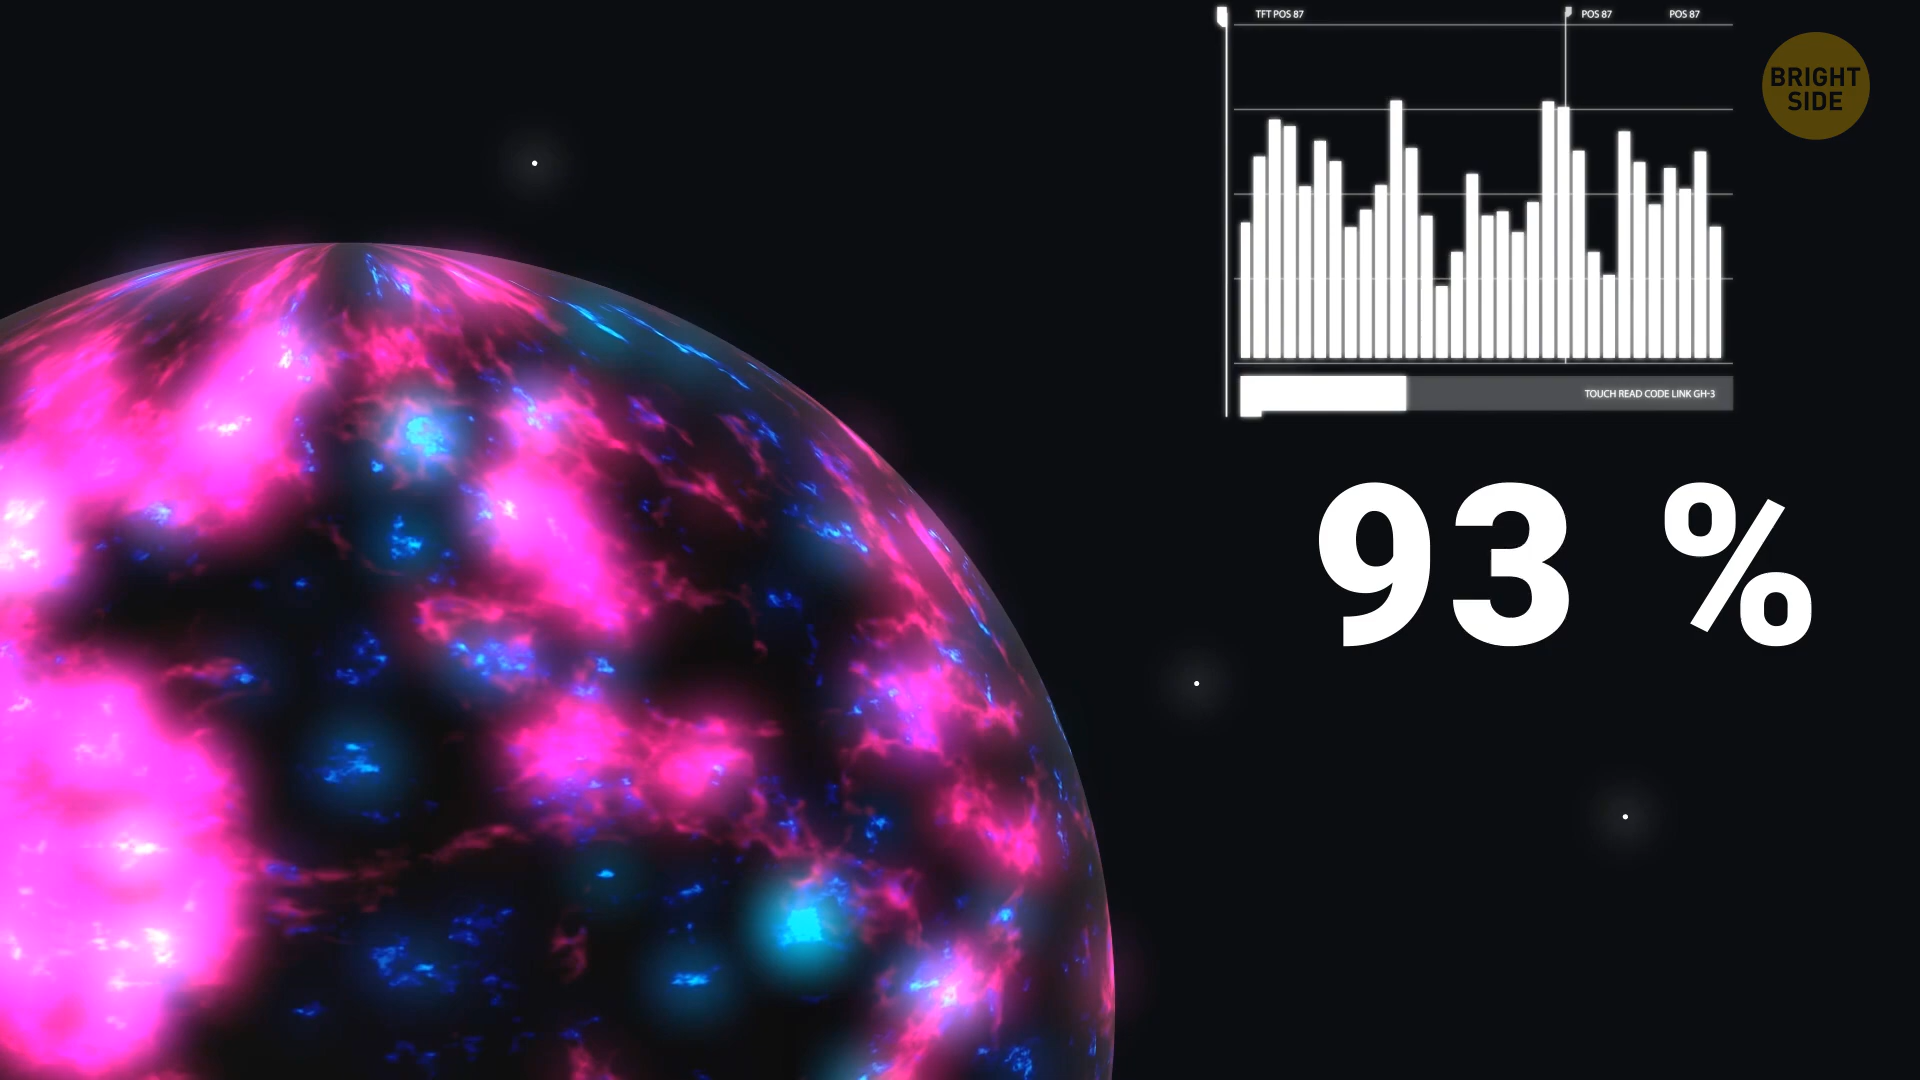 TFT POS 87
POS 87
POS 87
BRIGHT
SIDE
TOUCH READ CODE LINK GH-3
93 %